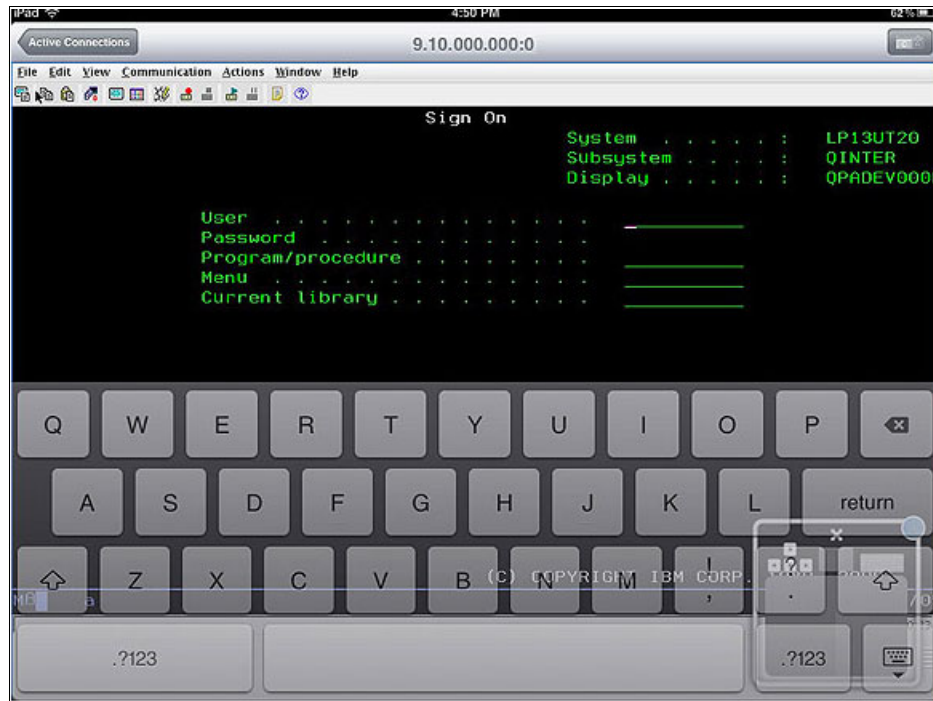 iPad 4:50 PM 62%
Active Connections 9.10.000.000:0
File Edit View Communication Actions Window Help
Sign On
System . . . . . : LP13UT20
Subsystem . . . . : QINTER
Display . . . . . : QPADEV000
User . . . . . . . . . . . . . .
Password . . . . . . . . . . . .
Program/procedure . . . . . . . .
Menu . . . . . . . . . . . . . .
Current library . . . . . . . . .
Q W E R T Y U I O P
A S D F G H J K L return
(C) COPYRIGHT IBM CORP.
Z X C V B N M ! , ? .
MB a
.?123 .?123